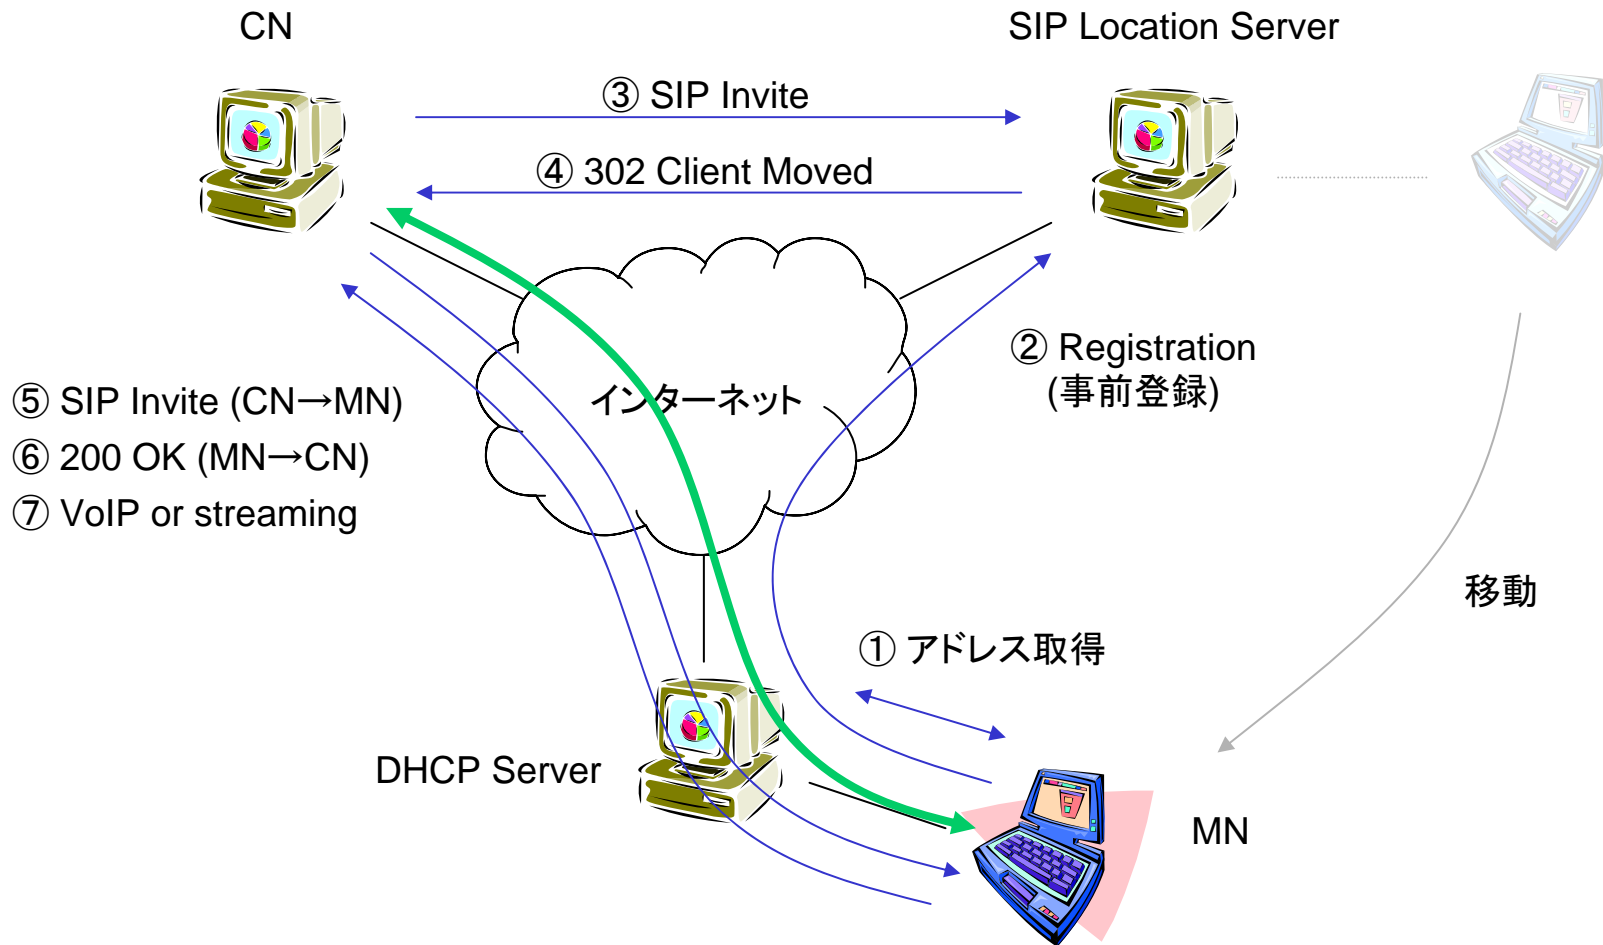 CN
SIP Location Server
③ SIP Invite
④ 302 Client Moved
② Registration
(事前登録)
インターネット
⑤ SIP Invite (CN→MN)
⑥ 200 OK (MN→CN)
⑦ VoIP or streaming
移動
① アドレス取得
DHCP Server
MN